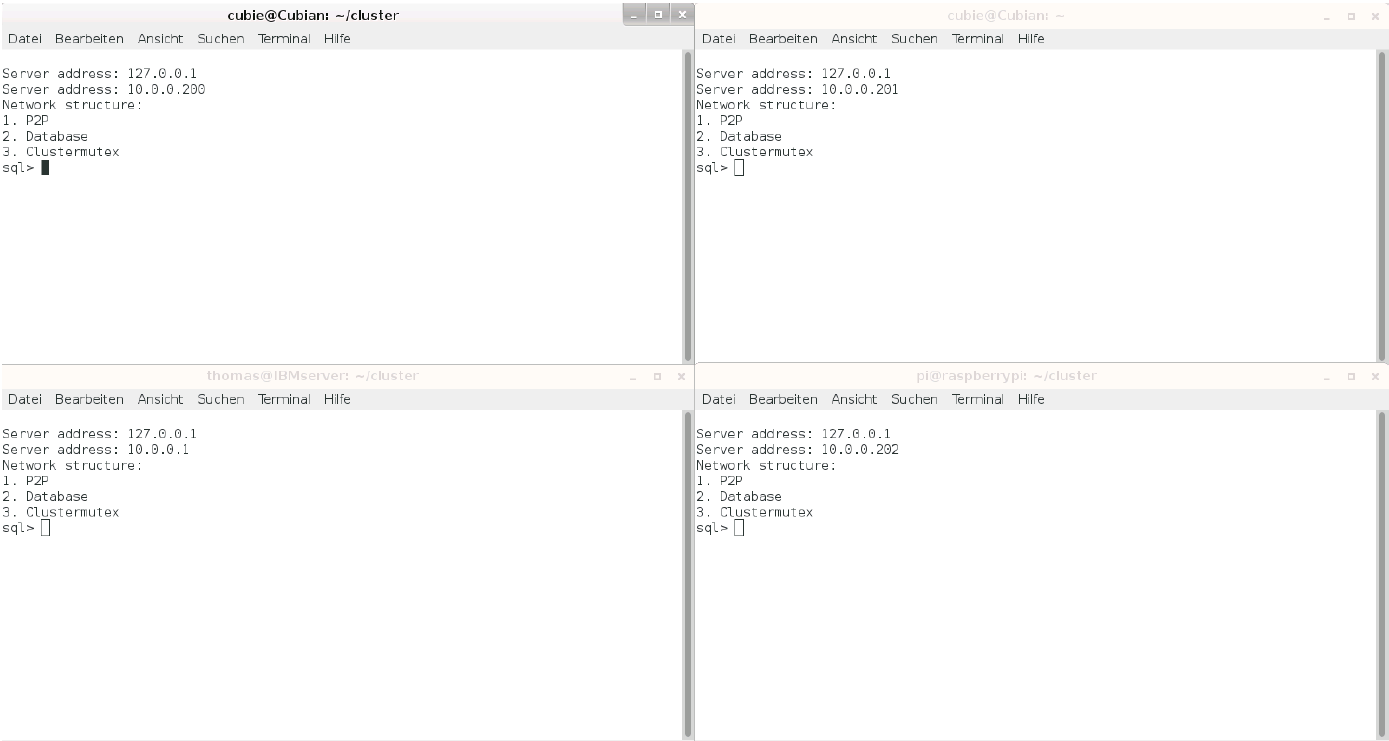 cubie@Cubian: ~/cluster
Datei Bearbeiten Ansicht Suchen Terminal Hilfe
Server address: 127.0.0.1
Server address: 10.0.0.200
Network structure:
1. P2P
2. Database
3. Clustermutex
sql>
cubie@Cubian: ~
Datei Bearbeiten Ansicht Suchen Terminal Hilfe
Server address: 127.0.0.1
Server address: 10.0.0.201
Network structure:
1. P2P
2. Database
3. Clustermutex
sql>
thomas@IBMserver: ~/cluster
Datei Bearbeiten Ansicht Suchen Terminal Hilfe
Server address: 127.0.0.1
Server address: 10.0.0.1
Network structure:
1. P2P
2. Database
3. Clustermutex
sql>
pi@raspberrypi: ~/cluster
Datei Bearbeiten Ansicht Suchen Terminal Hilfe
Server address: 127.0.0.1
Server address: 10.0.0.202
Network structure:
1. P2P
2. Database
3. Clustermutex
sql>